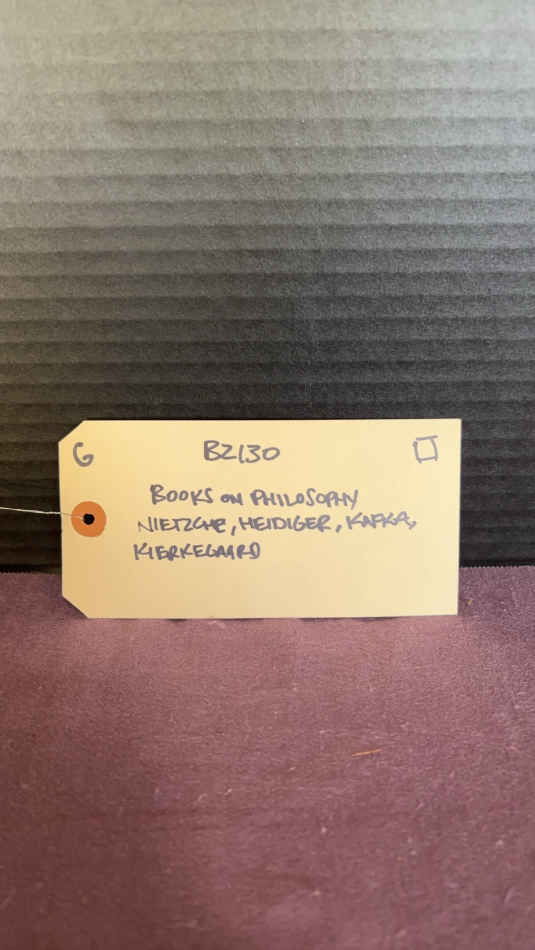 G B2130
BOOKS ON PHILOSOPHY
NIETZCHE, HEIDIGER, KAFKA,
KIERKEGAARD